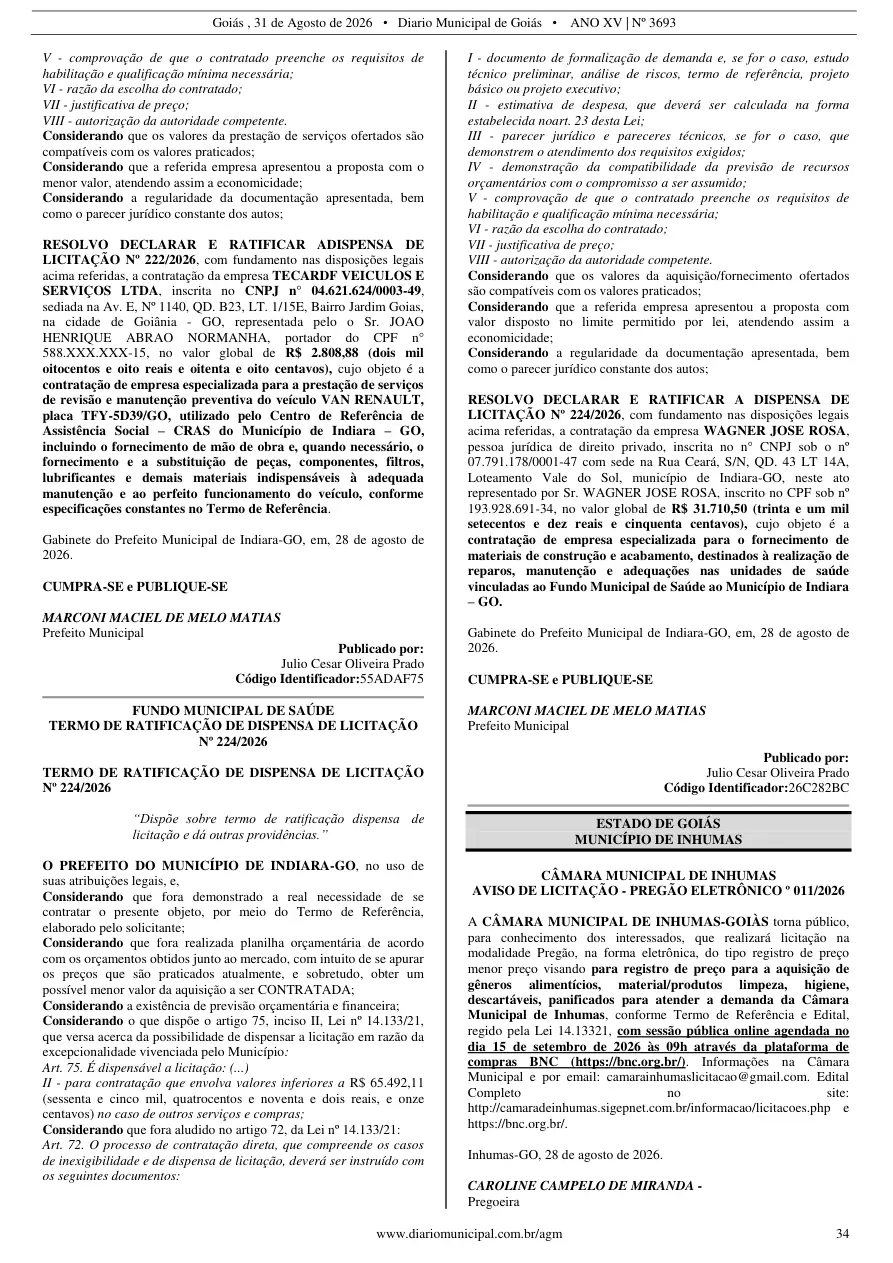 Goiás , 31 de Agosto de 2026 • Diario Municipal de Goiás • ANO XV | Nº 3693
V - comprovação de que o contratado preenche os requisitos de
habilitação e qualificação mínima necessária;
VI - razão da escolha do contratado;
VII - justificativa de preço;
VIII - autorização da autoridade competente.
Considerando que os valores da prestação de serviços ofertados são
compatíveis com os valores praticados;
Considerando que a referida empresa apresentou a proposta com o
menor valor, atendendo assim a economicidade;
Considerando a regularidade da documentação apresentada, bem
como o parecer jurídico constante dos autos;
RESOLVO DECLARAR E RATIFICAR ADISPENSA DE
LICITAÇÃO Nº 222/2026, com fundamento nas disposições legais
acima referidas, a contratação da empresa TECARDF VEICULOS E
SERVIÇOS LTDA, inscrita no CNPJ n° 04.621.624/0003-49,
sediada na Av. E, Nº 1140, QD. B23, LT. 1/15E, Bairro Jardim Goias,
na cidade de Goiânia - GO, representada pelo o Sr. JOAO
HENRIQUE ABRAO NORMANHA, portador do CPF n°
588.XXX.XXX-15, no valor global de R$ 2.808,88 (dois mil
oitocentos e oito reais e oitenta e oito centavos), cujo objeto é a
contratação de empresa especializada para a prestação de serviços
de revisão e manutenção preventiva do veículo VAN RENAULT,
placa TFY-5D39/GO, utilizado pelo Centro de Referência de
Assistência Social – CRAS do Município de Indiara – GO,
incluindo o fornecimento de mão de obra e, quando necessário, o
fornecimento e a substituição de peças, componentes, filtros,
lubrificantes e demais materiais indispensáveis à adequada
manutenção e ao perfeito funcionamento do veículo, conforme
especificações constantes no Termo de Referência.
Gabinete do Prefeito Municipal de Indiara-GO, em, 28 de agosto de
2026.
CUMPRA-SE e PUBLIQUE-SE
MARCONI MACIEL DE MELO MATIAS
Prefeito Municipal
Publicado por:
Julio Cesar Oliveira Prado
Código Identificador:55ADAF75
FUNDO MUNICIPAL DE SAÚDE
TERMO DE RATIFICAÇÃO DE DISPENSA DE LICITAÇÃO
Nº 224/2026
TERMO DE RATIFICAÇÃO DE DISPENSA DE LICITAÇÃO
Nº 224/2026
“Dispõe sobre termo de ratificação dispensa de
licitação e dá outras providências.”
O PREFEITO DO MUNICÍPIO DE INDIARA-GO, no uso de
suas atribuições legais, e,
Considerando que fora demonstrado a real necessidade de se
contratar o presente objeto, por meio do Termo de Referência,
elaborado pelo solicitante;
Considerando que fora realizada planilha orçamentária de acordo
com os orçamentos obtidos junto ao mercado, com intuito de se apurar
os preços que são praticados atualmente, e sobretudo, obter um
possível menor valor da aquisição a ser CONTRATADA;
Considerando a existência de previsão orçamentária e financeira;
Considerando o que dispõe o artigo 75, inciso II, Lei nº 14.133/21,
que versa acerca da possibilidade de dispensar a licitação em razão da
excepcionalidade vivenciada pelo Município:
Art. 75. É dispensável a licitação: (...)
II - para contratação que envolva valores inferiores a R$ 65.492,11
(sessenta e cinco mil, quatrocentos e noventa e dois reais, e onze
centavos) no caso de outros serviços e compras;
Considerando que fora aludido no artigo 72, da Lei nº 14.133/21:
Art. 72. O processo de contratação direta, que compreende os casos
de inexigibilidade e de dispensa de licitação, deverá ser instruído com
os seguintes documentos:
I - documento de formalização de demanda e, se for o caso, estudo
técnico preliminar, análise de riscos, termo de referência, projeto
básico ou projeto executivo;
II - estimativa de despesa, que deverá ser calculada na forma
estabelecida noart. 23 desta Lei;
III - parecer jurídico e pareceres técnicos, se for o caso, que
demonstrem o atendimento dos requisitos exigidos;
IV - demonstração da compatibilidade da previsão de recursos
orçamentários com o compromisso a ser assumido;
V - comprovação de que o contratado preenche os requisitos de
habilitação e qualificação mínima necessária;
VI - razão da escolha do contratado;
VII - justificativa de preço;
VIII - autorização da autoridade competente.
Considerando que os valores da aquisição/fornecimento ofertados
são compatíveis com os valores praticados;
Considerando que a referida empresa apresentou a proposta com
valor disposto no limite permitido por lei, atendendo assim a
economicidade;
Considerando a regularidade da documentação apresentada, bem
como o parecer jurídico constante dos autos;
RESOLVO DECLARAR E RATIFICAR A DISPENSA DE
LICITAÇÃO Nº 224/2026, com fundamento nas disposições legais
acima referidas, a contratação da empresa WAGNER JOSE ROSA,
pessoa jurídica de direito privado, inscrita no n° CNPJ sob o nº
07.791.178/0001-47 com sede na Rua Ceará, S/N, QD. 43 LT 14A,
Loteamento Vale do Sol, município de Indiara-GO, neste ato
representado por Sr. WAGNER JOSE ROSA, inscrito no CPF sob nº
193.928.691-34, no valor global de R$ 31.710,50 (trinta e um mil
setecentos e dez reais e cinquenta centavos), cujo objeto é a
contratação de empresa especializada para o fornecimento de
materiais de construção e acabamento, destinados à realização de
reparos, manutenção e adequações nas unidades de saúde
vinculadas ao Fundo Municipal de Saúde ao Município de Indiara
– GO.
Gabinete do Prefeito Municipal de Indiara-GO, em, 28 de agosto de
2026.
CUMPRA-SE e PUBLIQUE-SE
MARCONI MACIEL DE MELO MATIAS
Prefeito Municipal
Publicado por:
Julio Cesar Oliveira Prado
Código Identificador:26C282BC
ESTADO DE GOIÁS
MUNICÍPIO DE INHUMAS
CÂMARA MUNICIPAL DE INHUMAS
AVISO DE LICITAÇÃO - PREGÃO ELETRÔNICO º 011/2026
A CÂMARA MUNICIPAL DE INHUMAS-GOIÀS torna público,
para conhecimento dos interessados, que realizará licitação na
modalidade Pregão, na forma eletrônica, do tipo registro de preço
menor preço visando para registro de preço para a aquisição de
gêneros alimentícios, material/produtos limpeza, higiene,
descartáveis, panificados para atender a demanda da Câmara
Municipal de Inhumas, conforme Termo de Referência e Edital,
regido pela Lei 14.13321, com sessão pública online agendada no
dia 15 de setembro de 2026 às 09h através da plataforma de
compras BNC (https://bnc.org.br/). Informações na Câmara
Municipal e por email: camarainhumaslicitacao@gmail.com. Edital
Completo no site:
http://camaradeinhumas.sigepnet.com.br/informacao/licitacoes.php e
https://bnc.org.br/.
Inhumas-GO, 28 de agosto de 2026.
CAROLINE CAMPELO DE MIRANDA -
Pregoeira
www.diariomunicipal.com.br/agm 34